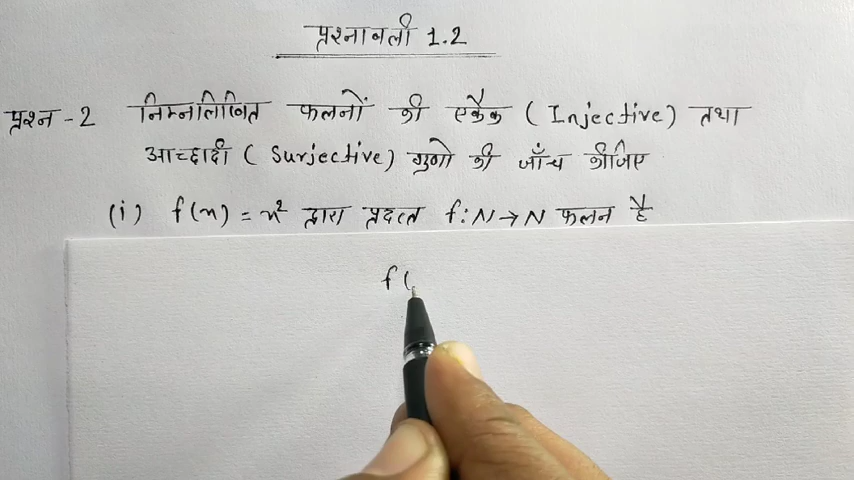 प्रश्नावली 1.2
प्रश्न-2 निम्नलिखित फलनों की एकैक (Injective) तथा
आच्छादी (Surjective) गुणो की जाँच कीजिए
(i) f(x) = x² द्वारा प्रदत्त f:N→N फलन है
f(